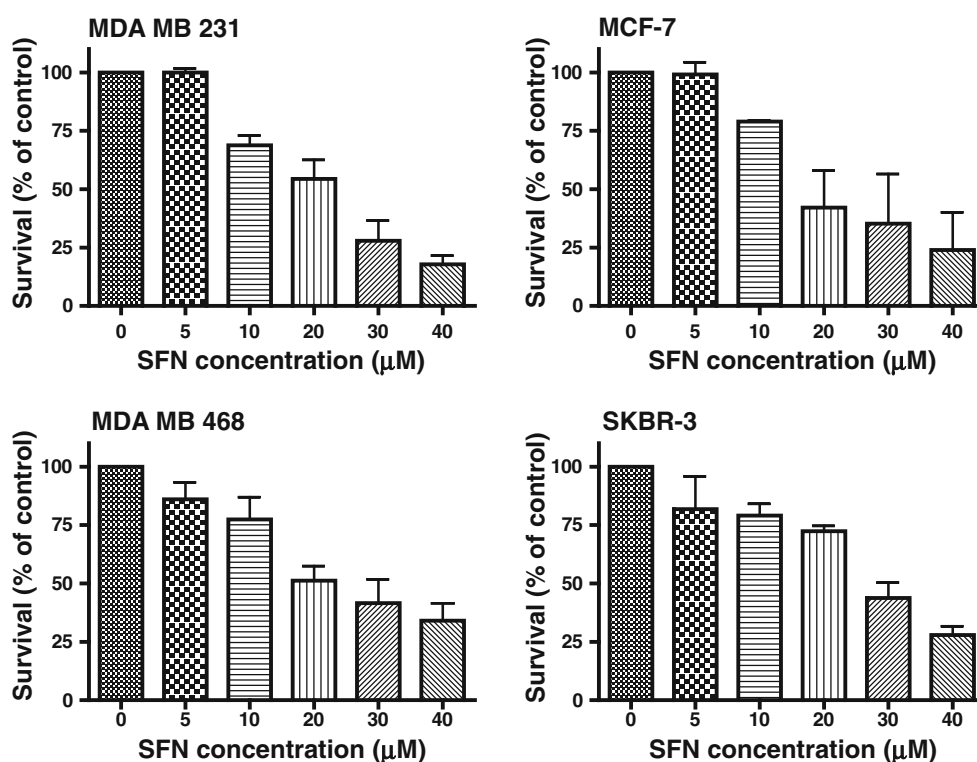 MDA MB 231
Survival (% of control)
100
75
50
25
0
0 5 10 20 30 40
SFN concentration (μM)
MCF-7
Survival (% of control)
100
75
50
25
0
0 5 10 20 30 40
SFN concentration (μM)
MDA MB 468
Survival (% of control)
100
75
50
25
0
0 5 10 20 30 40
SFN concentration (μM)
SKBR-3
Survival (% of control)
100
75
50
25
0
0 5 10 20 30 40
SFN concentration (μM)